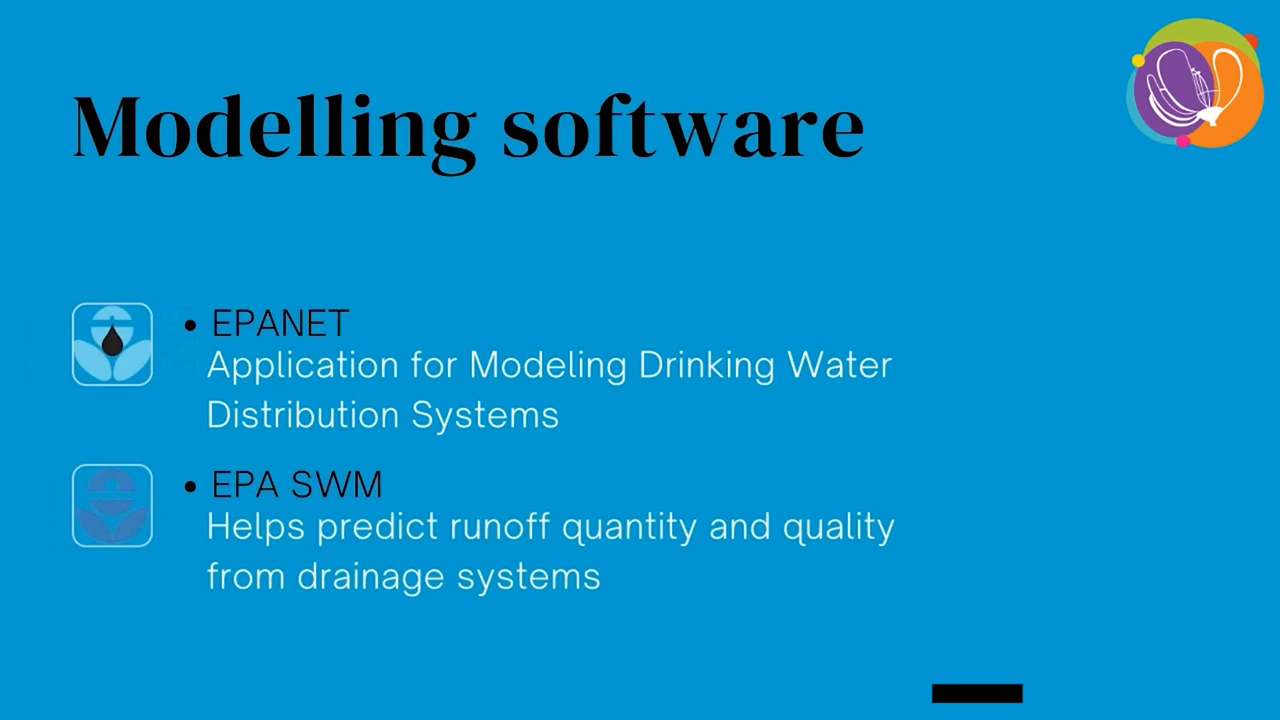 Modelling software
• EPANET
Application for Modeling Drinking Water
Distribution Systems
• EPA SWM
Helps predict runoff quantity and quality
from drainage systems